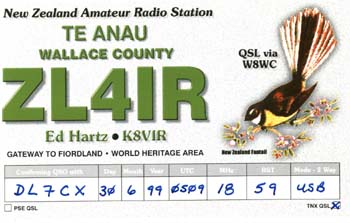 New Zealand Amateur Radio Station
TE ANAU
WALLACE COUNTY
QSL via
W8WC
ZL4IR
Ed Hartz • K8VIR
New Zealand Fantail
GATEWAY TO FIORDLAND • WORLD HERITAGE AREA
Confirming QSO with Day Month Year UTC MHz RST Mode - 2 Way
DL7CX 30 6 99 0509 18 59 USB
PSE QSL TNX QSL